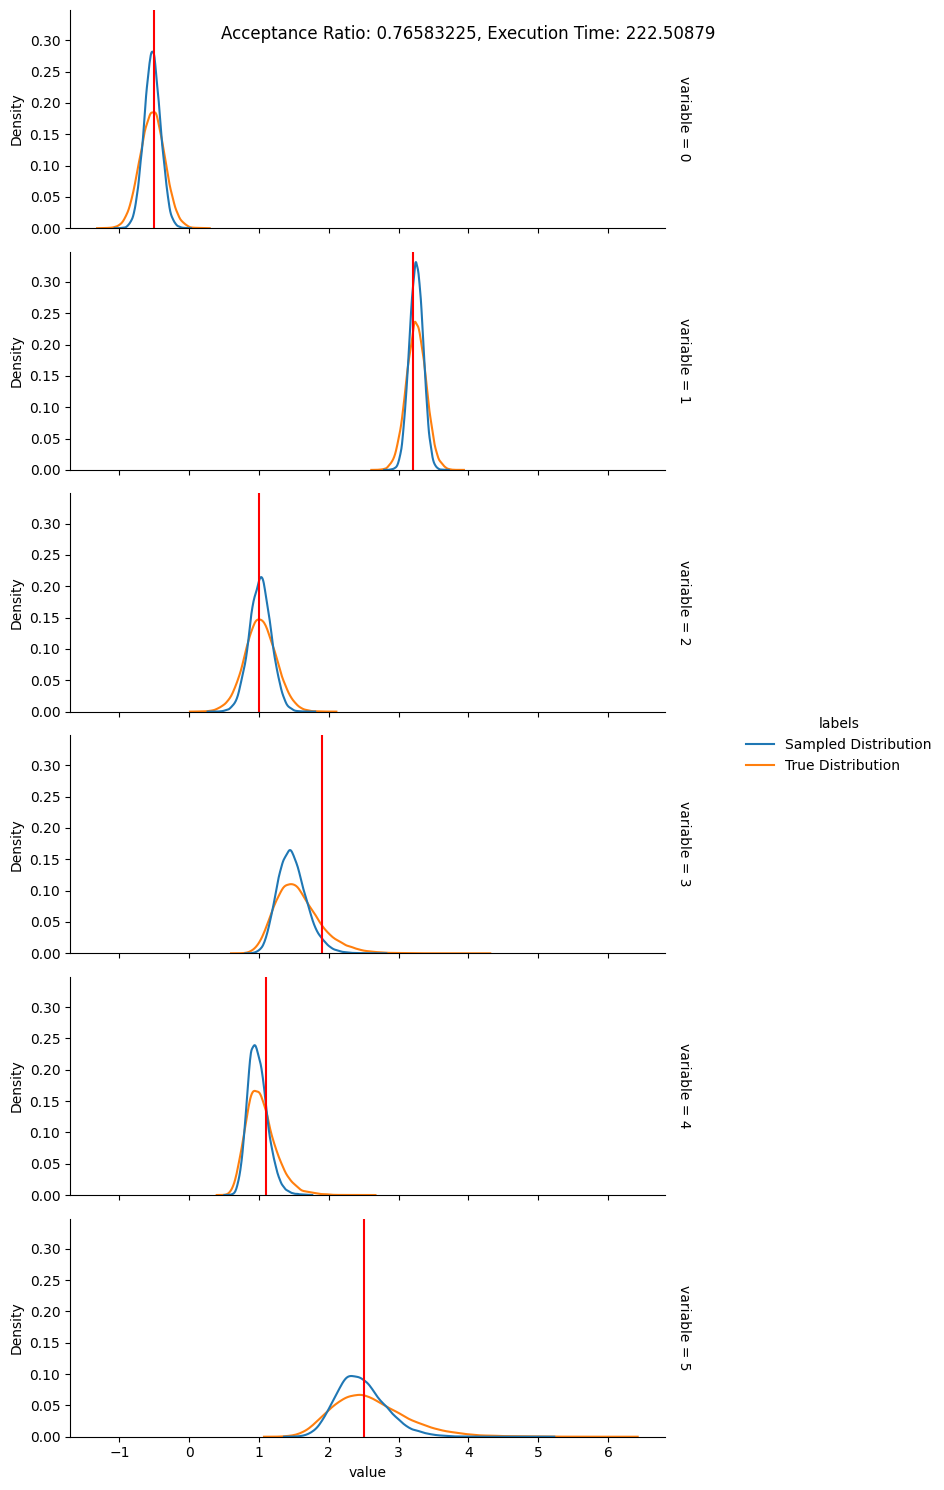 Acceptance Ratio: 0.76583225, Execution Time: 222.50879
0.30
0.25
0.20
0.15
0.10
0.05
0.00
Density
variable = 0
0.30
0.25
0.20
0.15
0.10
0.05
0.00
Density
variable = 1
0.30
0.25
0.20
0.15
0.10
0.05
0.00
Density
variable = 2
labels
Sampled Distribution
True Distribution
0.30
0.25
0.20
0.15
0.10
0.05
0.00
Density
variable = 3
0.30
0.25
0.20
0.15
0.10
0.05
0.00
Density
variable = 4
0.30
0.25
0.20
0.15
0.10
0.05
0.00
Density
variable = 5
−1 0 1 2 3 4 5 6
value